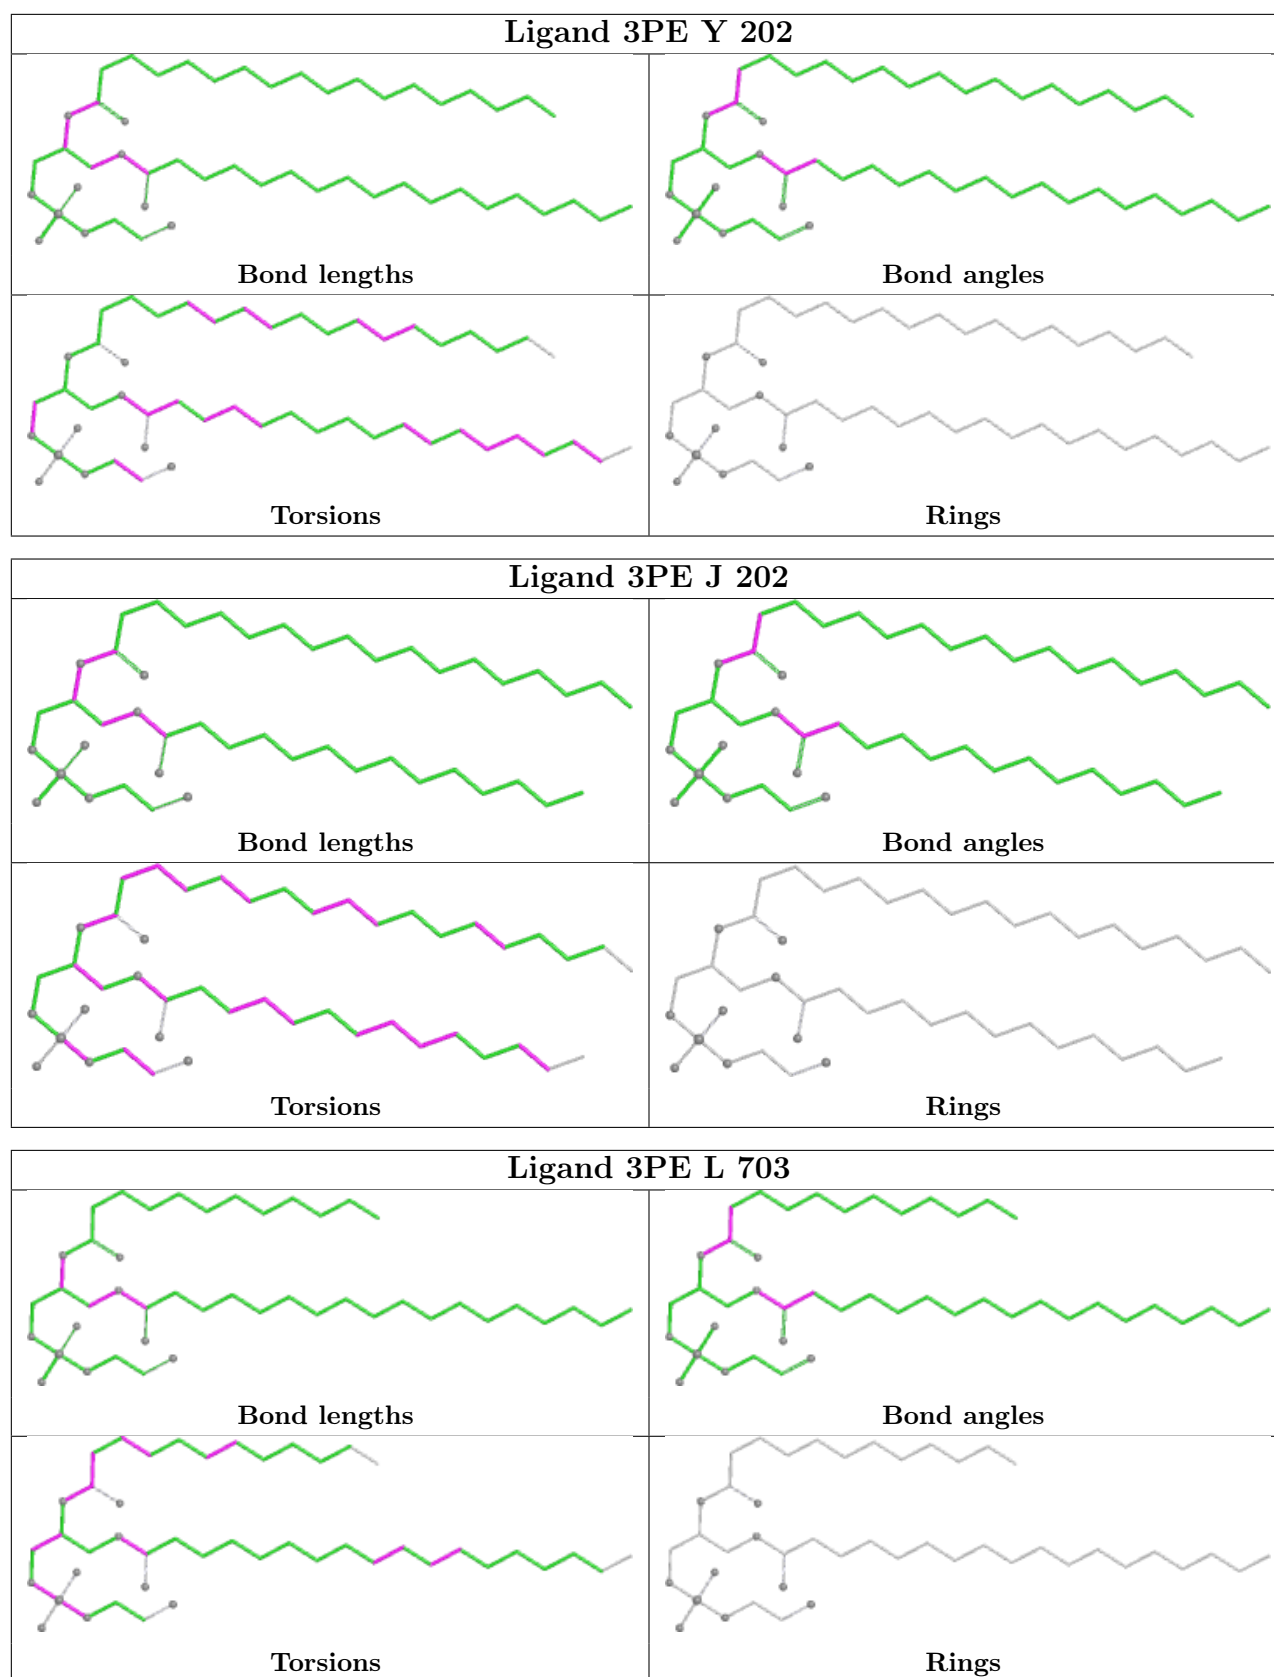 Ligand 3PE Y 202
Bond lengths
Bond angles
Torsions
Rings
Ligand 3PE J 202
Bond lengths
Bond angles
Torsions
Rings
Ligand 3PE L 703
Bond lengths
Bond angles
Torsions
Rings